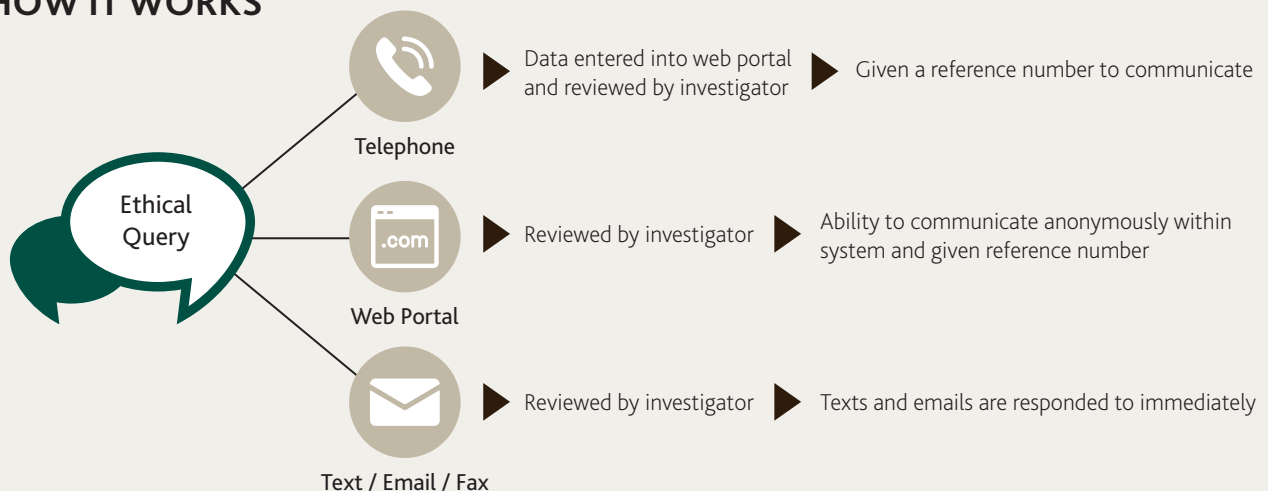 HOW IT WORKS
Data entered into web portal
and reviewed by investigator
Given a reference number to communicate
Telephone
Ethical
Query
.com
Reviewed by investigator
Ability to communicate anonymously within
system and given reference number
Web Portal
Reviewed by investigator
Texts and emails are responded to immediately
Text / Email / Fax